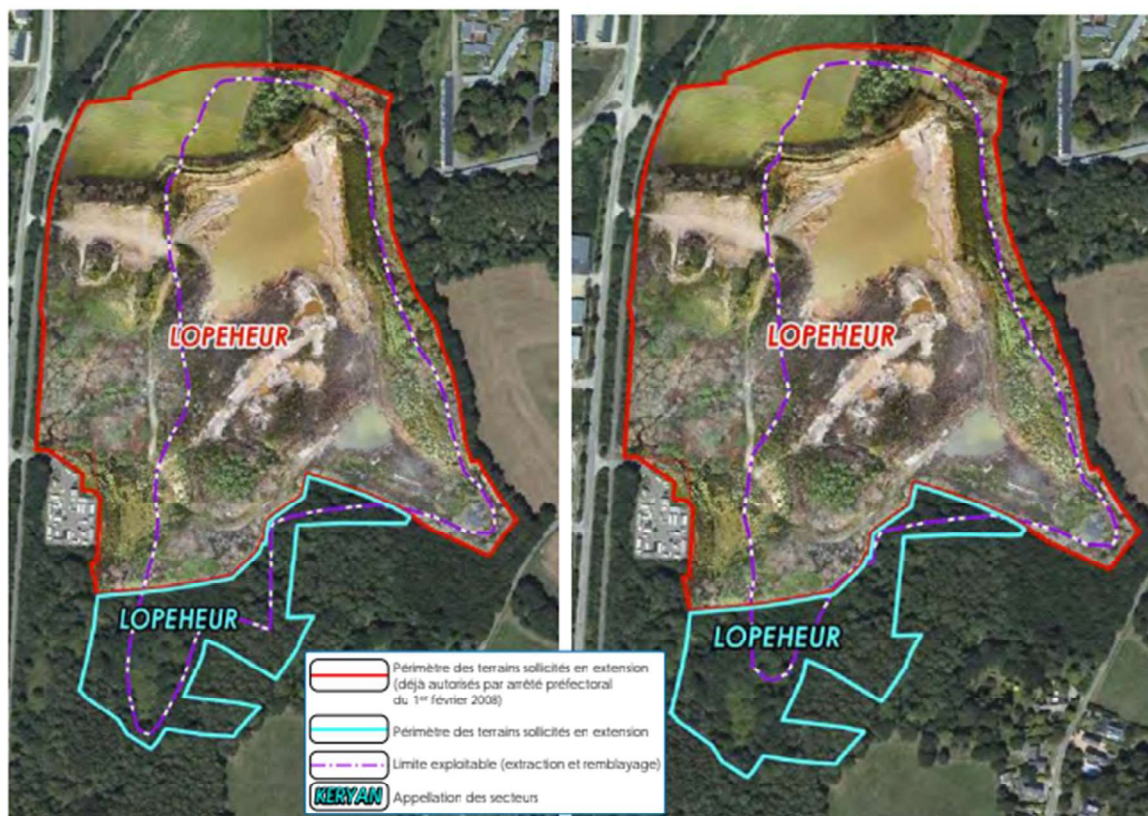 LOPEHEUR
LOPEHEUR
LOPEHEUR
LOPEHEUR
Périmètre des terrains sollicités en extension
(déjà autorisés par arrêté préfectoral
du 1er février 2008)
Périmètre des terrains sollicités en extension
Limite exploitable (extraction et remblayage)
KERYAN Appellation des secteurs